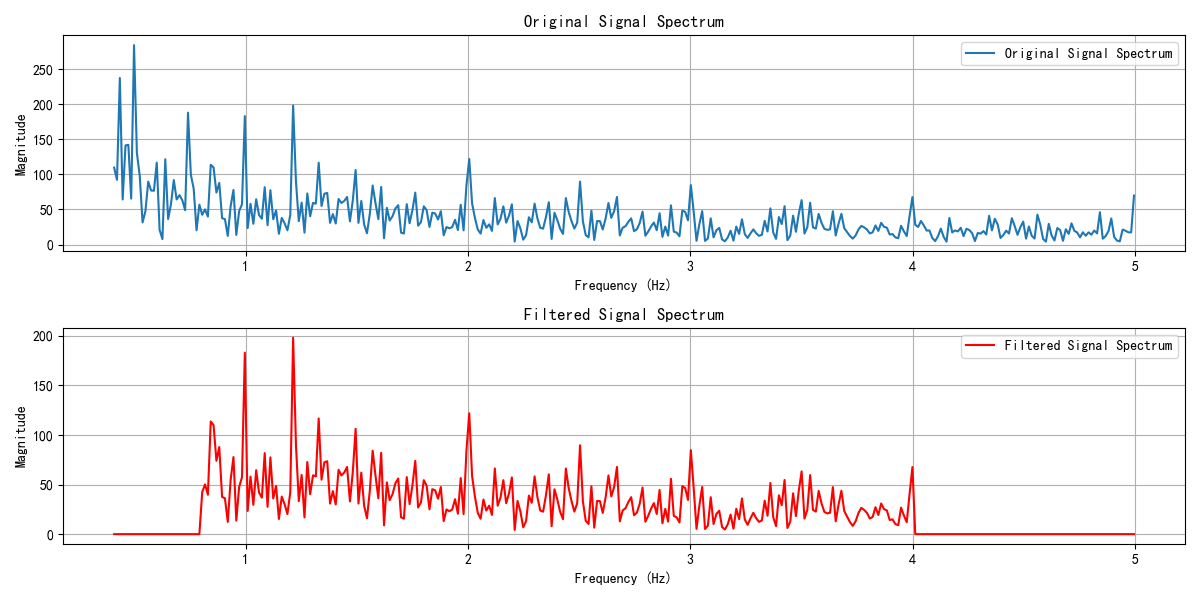 Original Signal Spectrum
Original Signal Spectrum
Magnitude
250
200
150
100
50
0
1
2
3
4
5
Frequency (Hz)
Filtered Signal Spectrum
Filtered Signal Spectrum
Magnitude
200
150
100
50
0
1
2
3
4
5
Frequency (Hz)